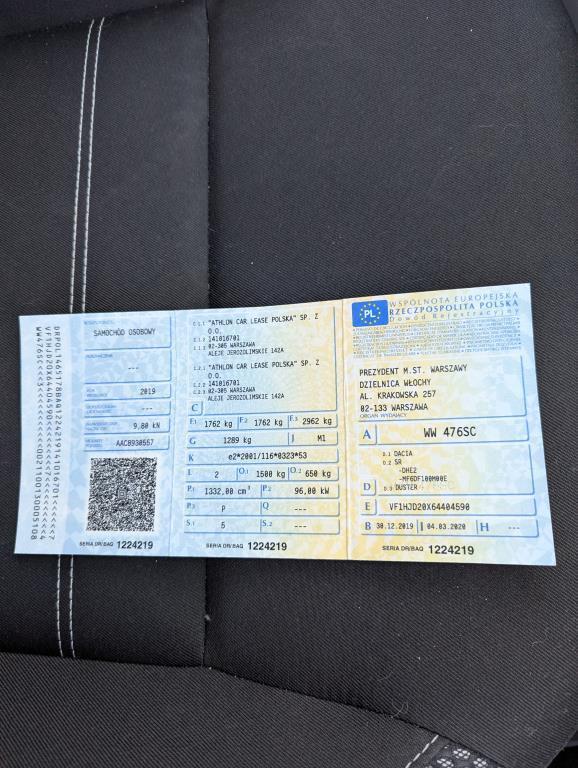 SAMOCHÓD OSOBOWY
---
2019
---
9,80 kN
AAC8930557
SERIA DR/BAQ 1224219
C.1.1 "ATHLON CAR LEASE POLSKA" SP. Z
O.O.
C.1.2 141016701
C.1.3 02-305 WARSZAWA
ALEJE JEROZOLIMSKIE 142A
C.2.1 "ATHLON CAR LEASE POLSKA" SP. Z
O.O.
C.2.2 141016701
C.2.3 02-305 WARSZAWA
ALEJE JEROZOLIMSKIE 142A
C
F.1 1762 kg F.2 1762 kg F.3 2962 kg
G 1289 kg J M1
K e2*2001/116*0323*53
L 2 O.1 1500 kg O.2 650 kg
P.1 1332,00 cm³ P.2 96,00 kW
P.3 P Q ---
S.1 5 S.2 ---
SERIA DR/BAQ 1224219
PL
WSPÓLNOTA EUROPEJSKA
RZECZPOSPOLITA POLSKA
Dowód Rejestracyjny
PREZYDENT M.ST. WARSZAWY
DZIELNICA WŁOCHY
AL. KRAKOWSKA 257
02-133 WARSZAWA
ORGAN WYDAJĄCY
A WW 476SC
D.1 DACIA
D.2 SR
-DHE2
-MF6DF100M00E
D D.3 DUSTER
E VF1HJD20X64404590
B 30.12.2019 I 04.03.2020 H ---
SERIA DR/BAQ 1224219